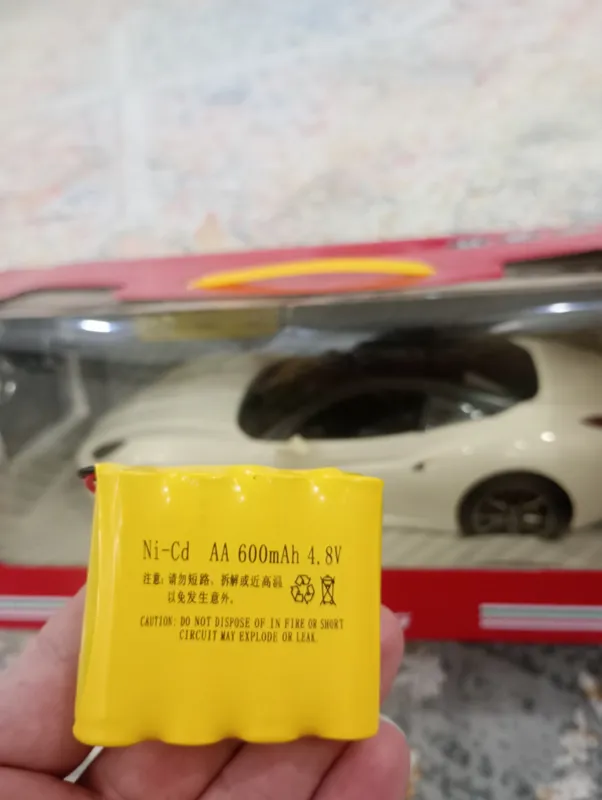 Ni-Cd AA 600mAh 4.8V
注意: 请勿短路, 拆解或近高温
以免发生意外。
CAUTION: DO NOT DISPOSE OF IN FIRE OR SHORT
CIRCUIT MAY EXPLODE OR LEAK.